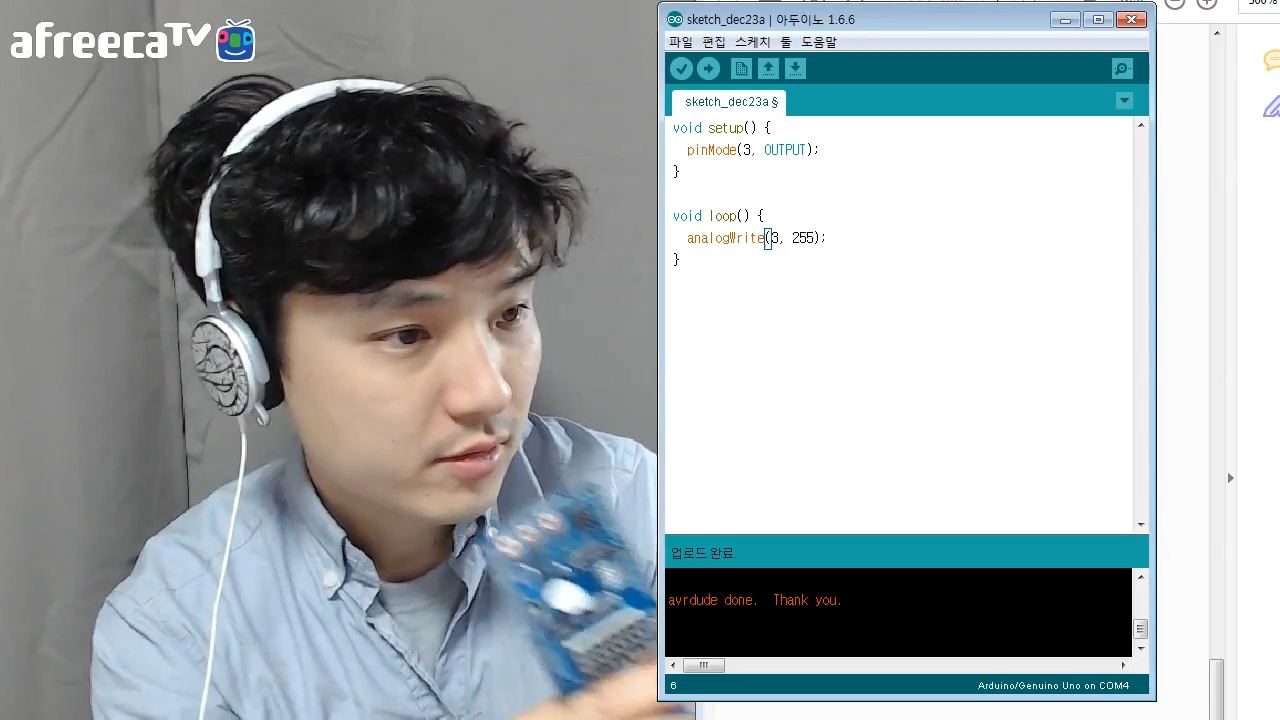 afreecaTV
sketch_dec23a | 아두이노 1.6.6
파일 편집 스케치 툴 도움말
sketch_dec23a §
void setup() {
pinMode(3, OUTPUT);
}
void loop() {
analogWrite(3, 255);
}
업로드 완료.
avrdude done. Thank you.
6
Arduino/Genuino Uno on COM4